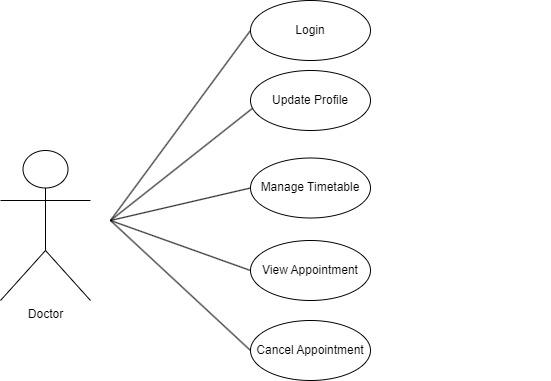 Login
Update Profile
Manage Timetable
View Appointment
Doctor
Cancel Appointment